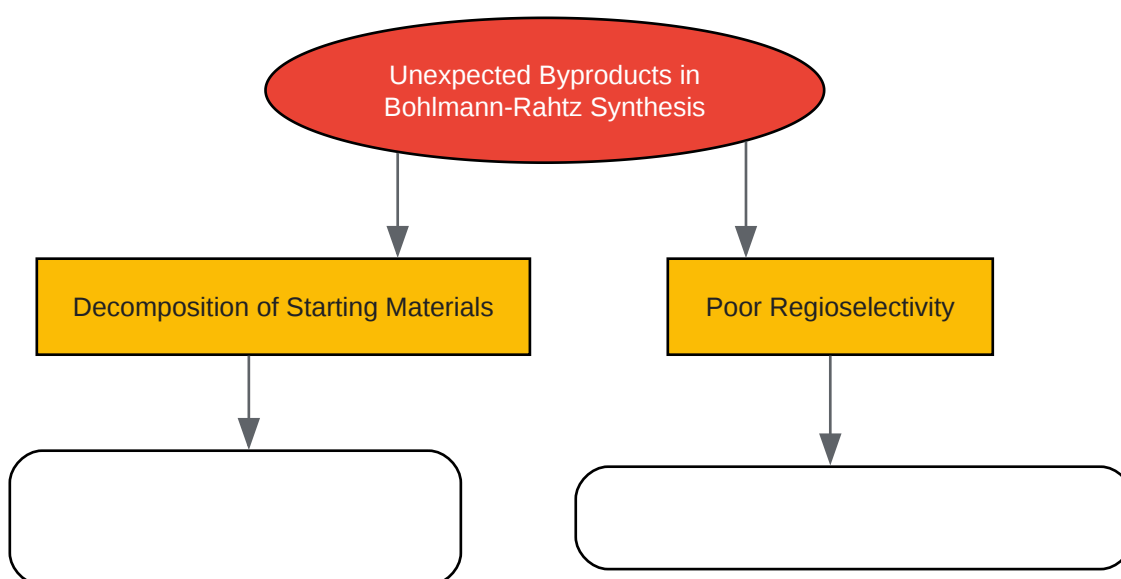 Unexpected Byproducts in
Bohlmann-Rahtz Synthesis
Decomposition of Starting Materials
Poor Regioselectivity